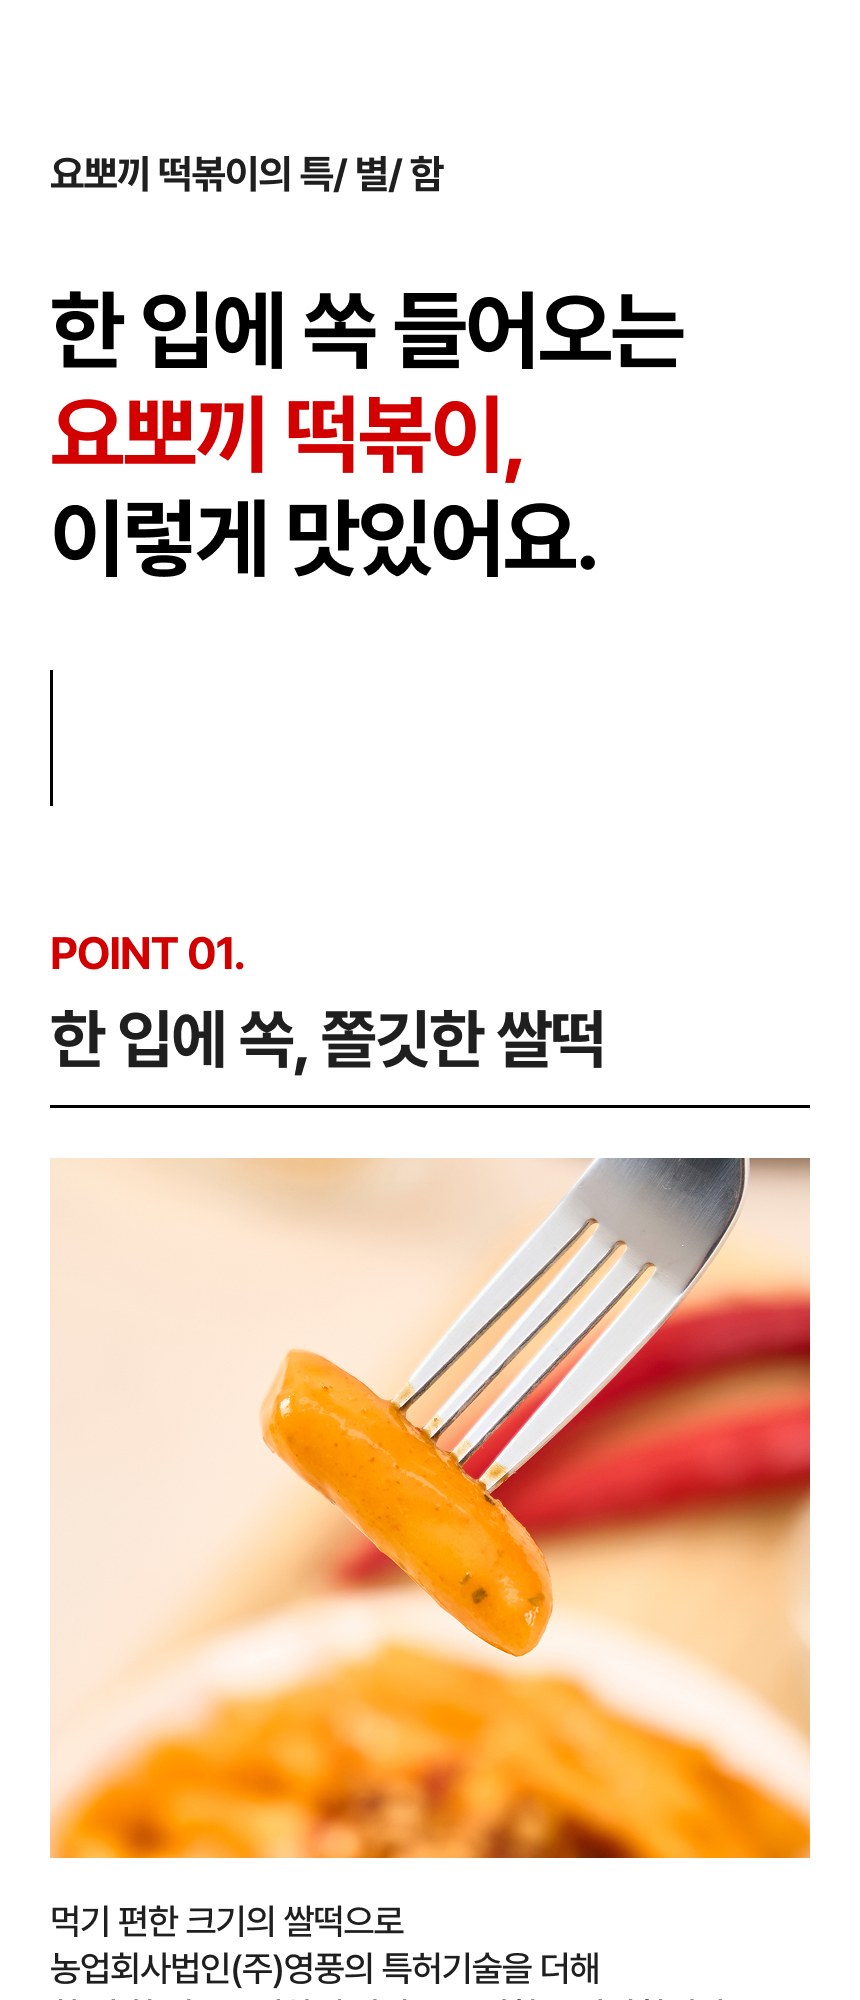 요뽀끼 떡볶이의 특/ 별/ 함
한 입에 쏙 들어오는
요뽀끼 떡볶이,
이렇게 맛있어요.
POINT 01.
한 입에 쏙, 쫄깃한 쌀떡
먹기 편한 크기의 쌀떡으로
농업회사법인(주)영풍의 특허기술을 더해